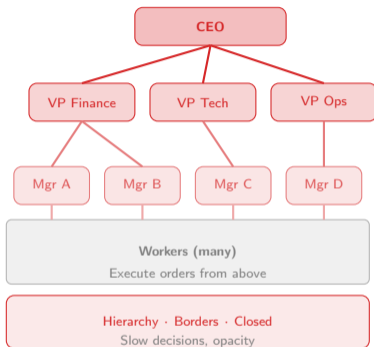 CEO
VP Finance
VP Tech
VP Ops
Mgr A
Mgr B
Mgr C
Mgr D
Workers (many)
Execute orders from above
Hierarchy · Borders · Closed
Slow decisions, opacity